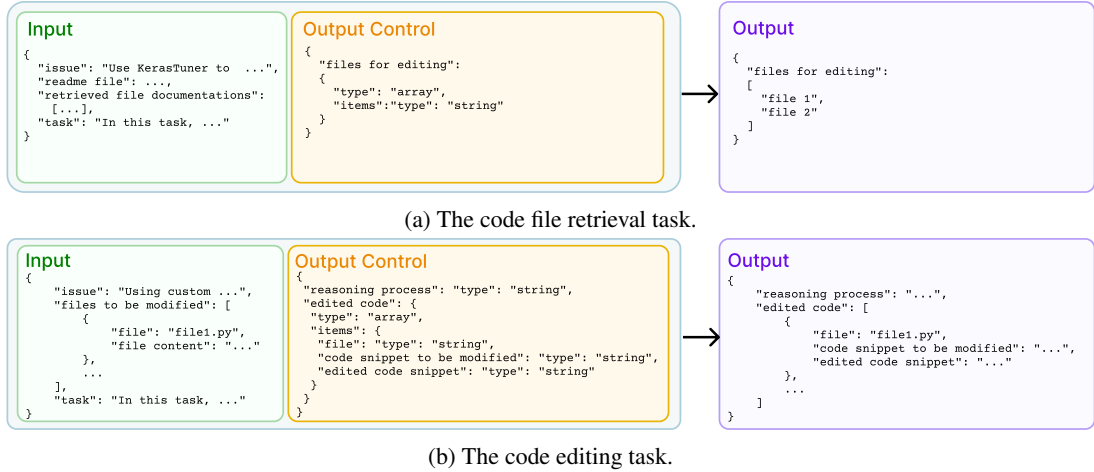 Input
{
  "issue": "Use KerasTuner to  ...",
  "readme file": ...,
  "retrieved file documentations":
    [...],
  "task": "In this task, ..."
}
Output Control
{
  "files for editing":
  {
    "type": "array",
    "items":"type": "string"
  }
}
Output
{
  "files for editing":
  [
    "file 1",
    "file 2"
  ]
}
(a) The code file retrieval task.
Input
{
    "issue": "Using custom ...",
    "files to be modified": [
        {
            "file": "file1.py",
            "file content": "..."
        },
        ...
    ],
    "task": "In this task, ..."
}
Output Control
{
 "reasoning process": "type": "string",
 "edited code": {
  "type": "array",
  "items": {
   "file": "type": "string",
   "code snippet to be modified": "type": "string",
   "edited code snippet": "type": "string"
  }
 }
}
Output
{
    "reasoning process": "...",
    "edited code": [
        {
            "file": "file1.py",
            "code snippet to be modified": "...",
            "edited code snippet": "..."
        },
        ...
    ]
}
(b) The code editing task.